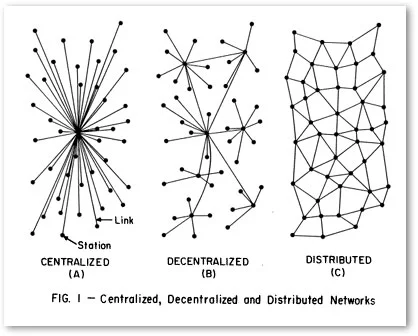 Link
Station
CENTRALIZED
(A)
DECENTRALIZED
(B)
DISTRIBUTED
(C)
FIG. I — Centralized, Decentralized and Distributed Networks